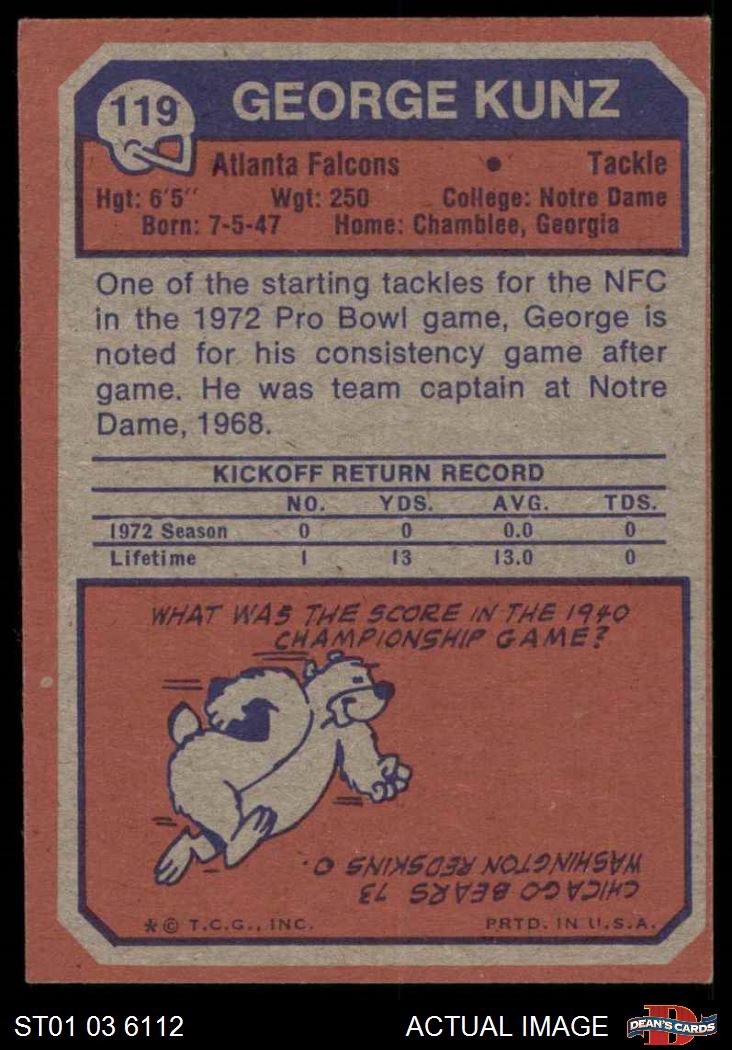 119
GEORGE KUNZ
Atlanta Falcons • Tackle
Hgt: 6'5" Wgt: 250 College: Notre Dame
Born: 7-5-47 Home: Chamblee, Georgia
One of the starting tackles for the NFC
in the 1972 Pro Bowl game, George is
noted for his consistency game after
game. He was team captain at Notre
Dame, 1968.
KICKOFF RETURN RECORD
NO. YDS. AVG. TDS.
1972 Season 0 0 0.0 0
Lifetime 1 13 13.0 0
WHAT WAS THE SCORE IN THE 1940
CHAMPIONSHIP GAME?
CHICAGO BEARS 73
WASHINGTON REDSKINS 0.
*© T.C.G., INC. PRTD. IN U.S.A.
ST01 03 6112 ACTUAL IMAGE D DEAN'S CARDS